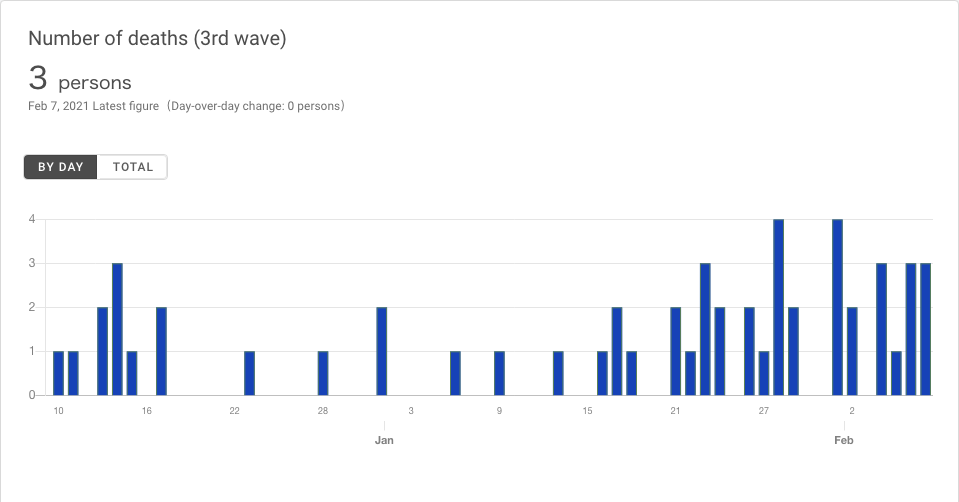 Number of deaths (3rd wave)
3 persons
Feb 7, 2021 Latest figure (Day-over-day change: 0 persons)
BY DAY TOTAL
4
3
2
1
0
10 16 22 28 3 9 15 21 27 2
Jan Feb